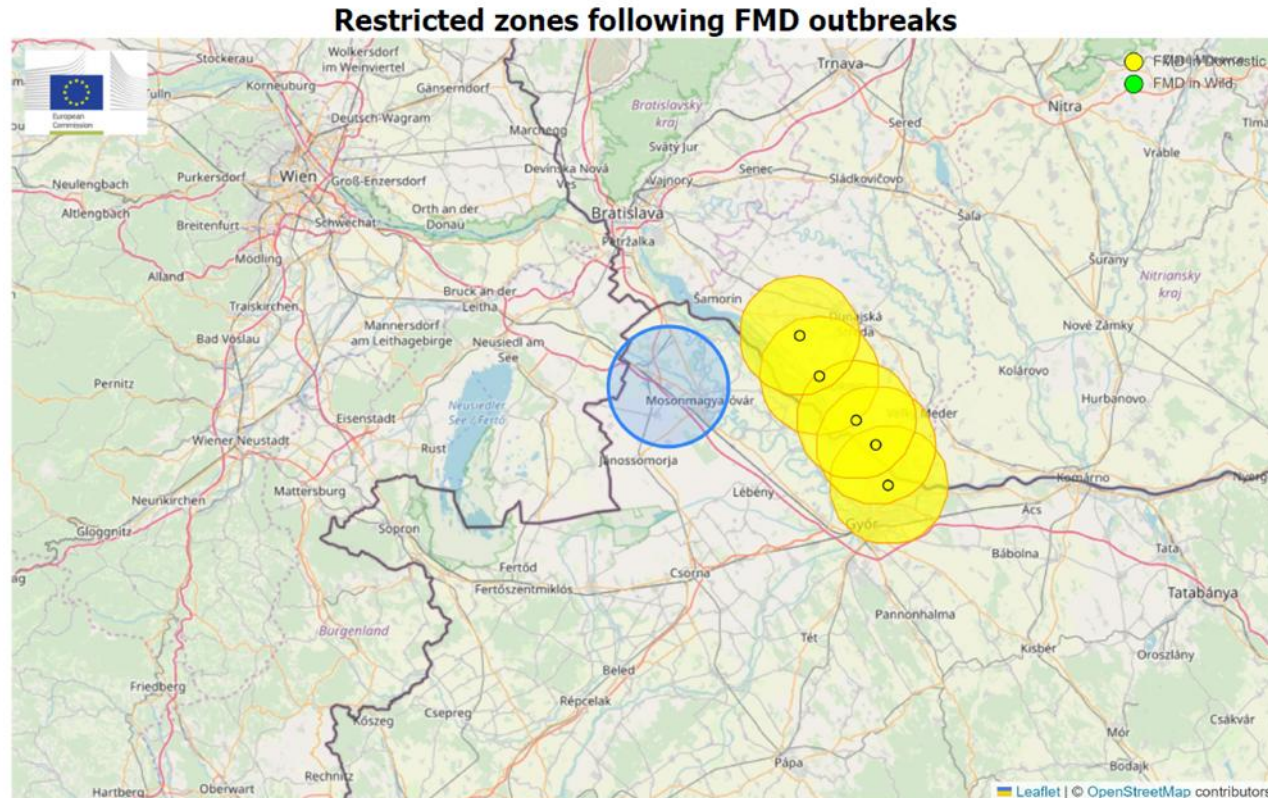 Restricted zones following FMD outbreaks
European
Commission
FMD in Domestic
FMD in Wild
Stockerau
Wolkersdorf
im Weinviertel
Korneuburg
Gänserndorf
Tulln
Deutsch-Wagram
Marchegg
Bratislavský
kraj
Trnava
Nitra
Sereď
Svätý Jur
Vráble
Neulengbach
Purkersdorf
Wien
Groß-Enzersdorf
Devínska Nová
Ves
Vajnory
Senec
Sládkovičovo
Altlengbach
Breitenfurt
Schwechat
Orth an der
Donau
Bratislava
Šaľa
Mödling
Petržalka
Šurany
Alland
Nitriansky
kraj
Traiskirchen
Bruck an der
Leitha
Šamorín
Bad Vöslau
Mannersdorf
am Leithagebirge
Neusiedl am
See
Nové Zámky
Pernitz
Kolárovo
Eisenstadt
Neusiedler
See / Fertő
Mosonmagyaróvár
Meder
Hurbanovo
Wiener Neustadt
Rust
Jánossomorja
Mattersburg
Komárno
Neunkirchen
Lébény
Gloggnitz
Sopron
Győr
Ács
Bábolna
Tata
Fertőd
Fertőszentmiklós
Csorna
Tatabánya
Pannonhalma
Burgenland
Tét
Kisbér
Oroszlány
Beled
Friedberg
Répcelak
Csepreg
Kőszeg
Csákvár
Mór
Rechnitz
Pápa
Bodajk
Hartberg
Oberwart
Leaflet | © OpenStreetMap contributors